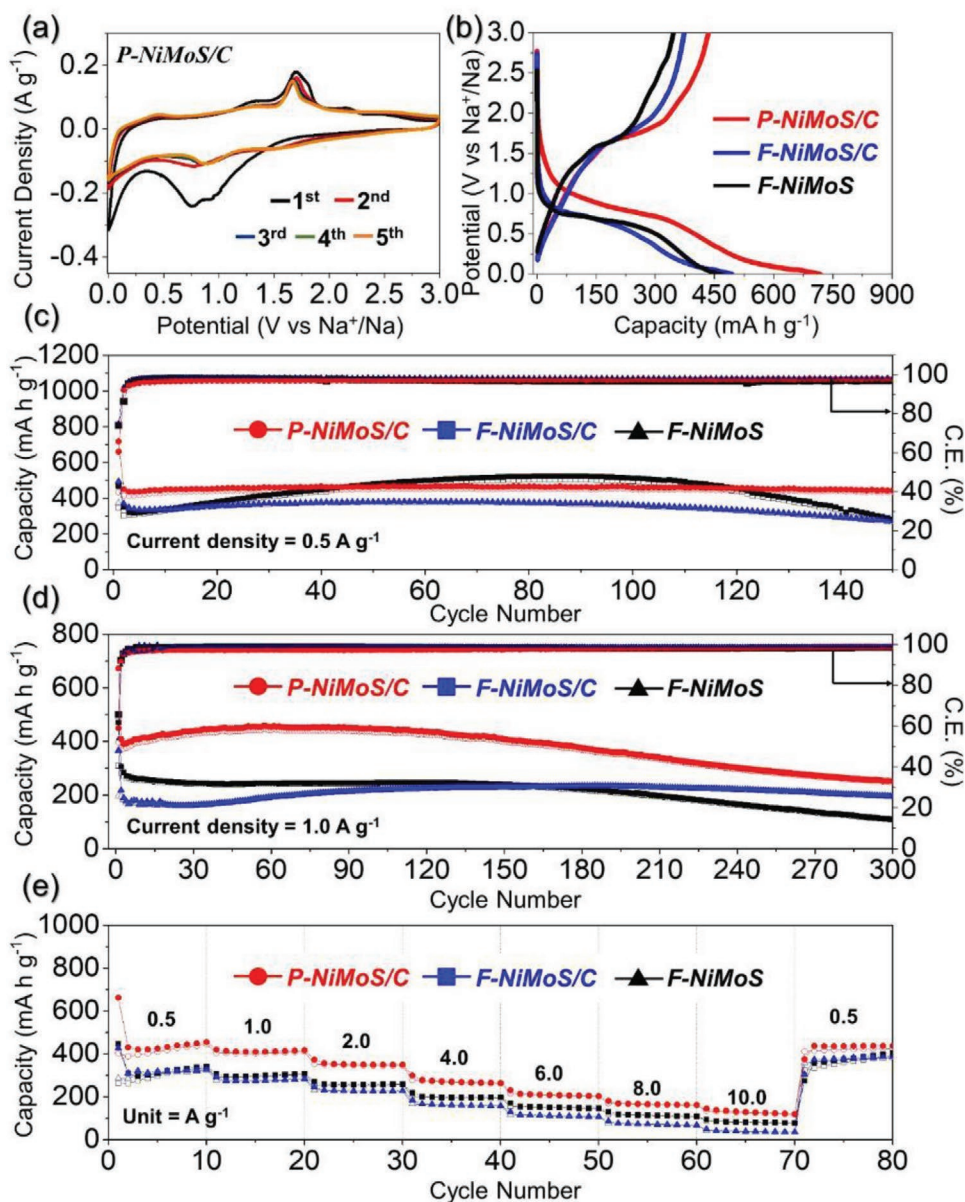 (a)
P-NiMoS/C
Current Density (A g⁻¹)
0.2
0.0
-0.2
-0.4
1ˢᵗ 2ⁿᵈ
3ʳᵈ 4ᵗʰ 5ᵗʰ
0.0 0.5 1.0 1.5 2.0 2.5 3.0
Potential (V vs Na⁺/Na)
(b)
Potential (V vs Na⁺/Na)
3.0
2.5
2.0
1.5
1.0
0.5
0.0
P-NiMoS/C
F-NiMoS/C
F-NiMoS
0 150 300 450 600 750 900
Capacity (mA h g⁻¹)
(c)
Capacity (mA h g⁻¹)
1200
1000
800
600
400
200
0
P-NiMoS/C F-NiMoS/C F-NiMoS
Current density = 0.5 A g⁻¹
100
80
60
40
20
0
C.E. (%)
0 20 40 60 80 100 120 140
Cycle Number
(d)
Capacity (mA h g⁻¹)
800
600
400
200
0
P-NiMoS/C F-NiMoS/C F-NiMoS
Current density = 1.0 A g⁻¹
100
80
60
40
20
0
C.E. (%)
0 30 60 90 120 150 180 210 240 270 300
Cycle Number
(e)
Capacity (mA h g⁻¹)
1000
800
600
400
200
0
P-NiMoS/C F-NiMoS/C F-NiMoS
0.5 1.0 2.0 4.0 6.0 8.0 10.0 0.5
Unit = A g⁻¹
0 10 20 30 40 50 60 70 80
Cycle Number